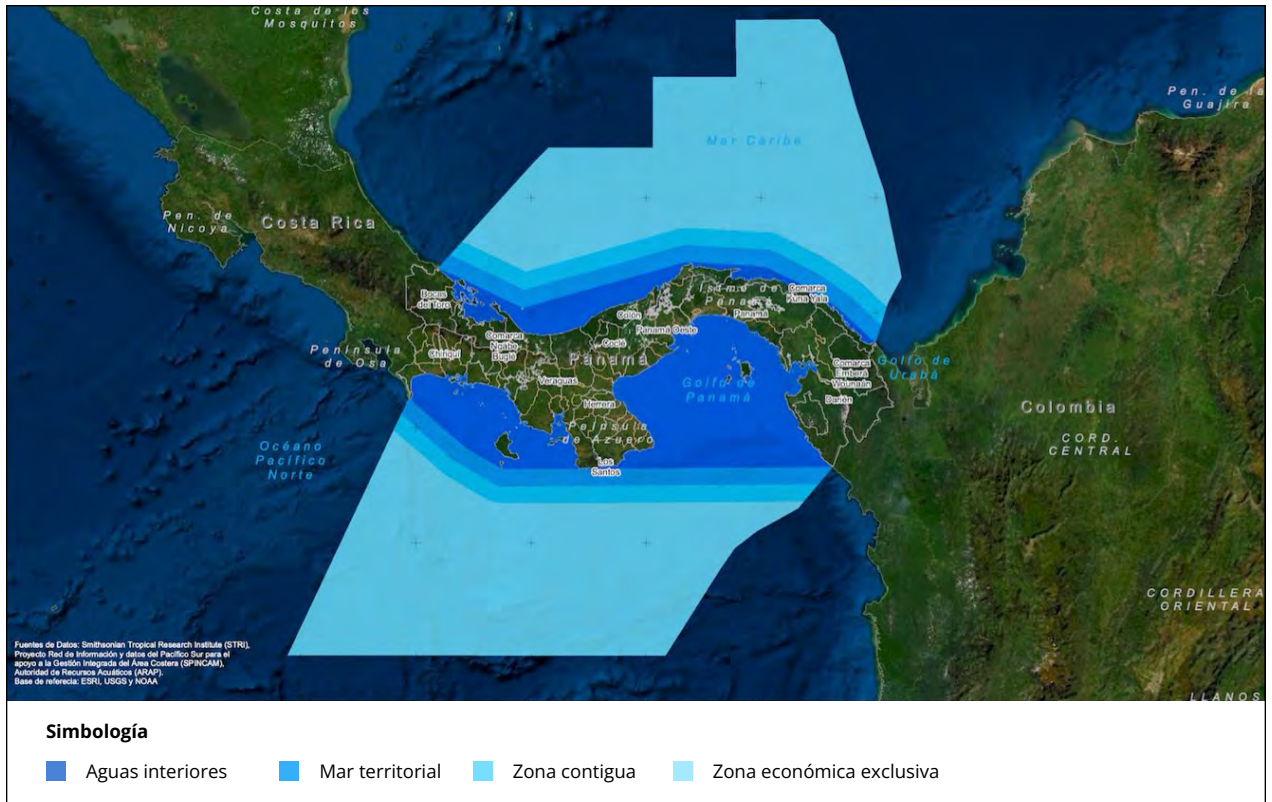 Costa de los
Mosquitos
Pen. de la
Guajira
Mar Caribe
Pen. de
Nicoya
Costa Rica
Bocas
del Toro
Istmo de
Panamá
Comarca
Kuna Yala
Colón
Panamá
Panamá Oeste
Comarca
Ngäbe
Buglé
Coclé
Península
de Osa
Chiriquí
Panamá
Golfo de
Urabá
Comarca
Emberá
Wounaán
Veraguas
Golfo de
Panamá
Darién
Herrera
Colombia
Península
de Azuero
CORD.
CENTRAL
Océano
Pacífico
Norte
Los
Santos
CORDILLERA
ORIENTAL
Fuentes de Datos: Smithsonian Tropical Research Institute (STRI),
Proyecto Red de Información y datos del Pacífico Sur para el
apoyo a la Gestión Integrada del Área Costera (SPINCAM),
Autoridad de Recursos Acuáticos (ARAP).
Base de referecia: ESRI, USGS y NOAA
LLANOS
Simbología
Aguas interiores
Mar territorial
Zona contigua
Zona económica exclusiva